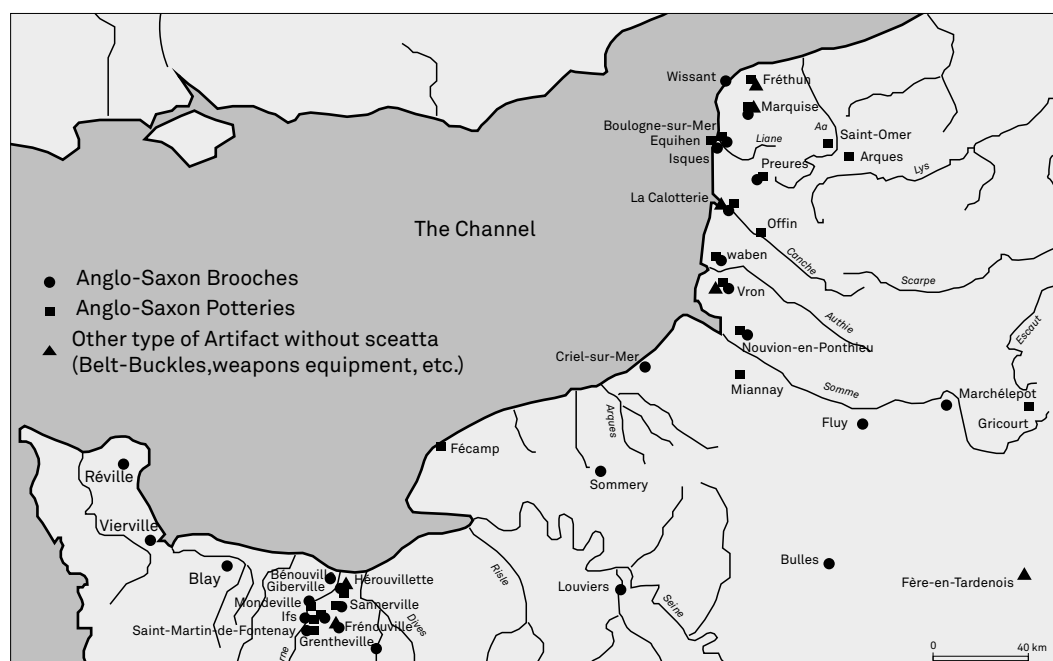 Wissant
Fréthun
Marquise
Boulogne-sur-Mer
Aa
Equihen
Liane
Saint-Omer
Isques
Arques
Preures
Lys
La Calotterie
Offin
The Channel
waben
Canche
Scarpe
Anglo-Saxon Brooches
Vron
Anglo-Saxon Potteries
Authie
Escaut
Other type of Artifact without sceatta
(Belt-Buckles,weapons equipment, etc.)
Nouvion-en-Ponthieu
Criel-sur-Mer
Miannay
Somme
Marchélepot
Arques
Fluy
Gricourt
Fécamp
Réville
Sommery
Vierville
Bulles
Blay
Bénouvil
Hérouvillette
Risle
Louviers
Fère-en-Tardenois
Giberville
Seine
Mondeville
Sannerville
Dives
Ifs
Frénouville
Saint-Martin-de-Fontenay
Grentheville
rne
0 40 km